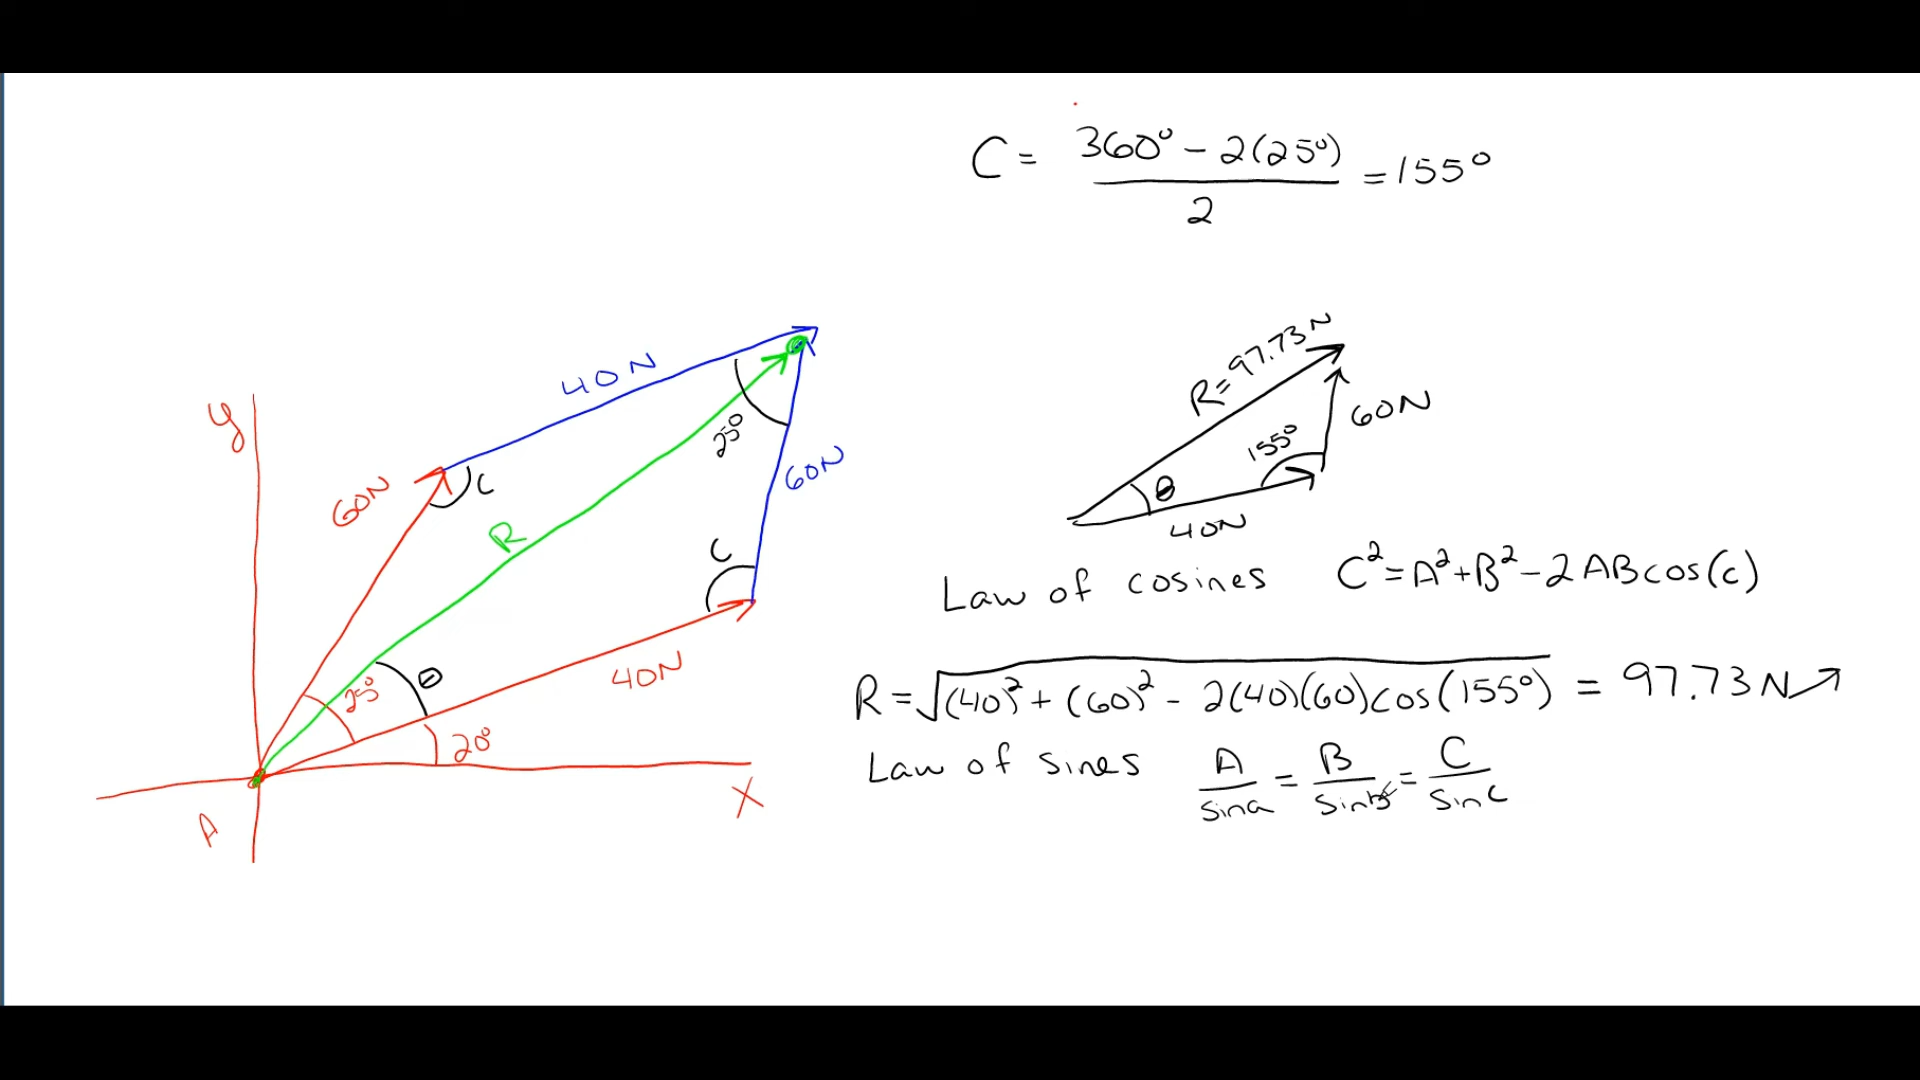 C = 360° - 2(25°) / 2 = 155°
y
60N
40N
C
25°
60N
R
C
25°
θ
40N
20°
X
A
R=97.73N
60N
155°
θ
40N
Law of cosines C²=A²+B²-2ABcos(c)
R=√(40)²+(60)²-2(40)(60)cos(155°) = 97.73N↗
Law of sines A/sina = B/sinb = C/sinc